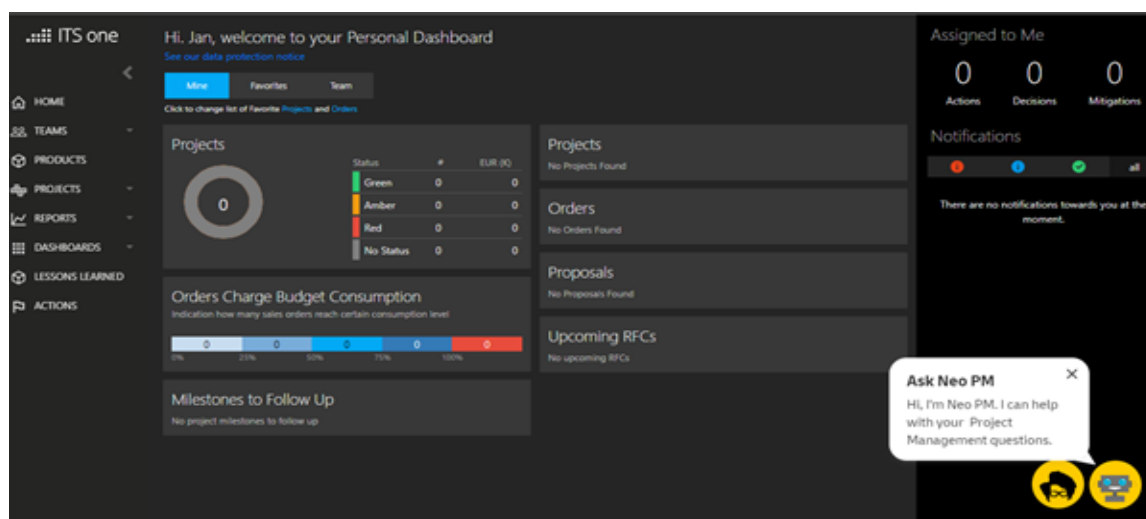 ITS one
HOME
TEAMS
PRODUCTS
PROJECTS
REPORTS
DASHBOARDS
LESSONS LEARNED
ACTIONS
Hi. Jan, welcome to your Personal Dashboard
See our data protection notice
Mine Favorites Team
Click to change list of Favorite Projects and Orders
Projects
0
Status # EUR (K)
Green 0 0
Amber 0 0
Red 0 0
No Status 0 0
Orders Charge Budget Consumption
Indication how many sales orders reach certain consumption level
0 0 0 0 0
0% 25% 50% 75% 100%
Milestones to Follow Up
No project milestones to follow up
Projects
No Projects Found
Orders
No Orders Found
Proposals
No Proposals Found
Upcoming RFCs
No upcoming RFCs
Assigned to Me
0 0 0
Actions Decisions Mitigations
Notifications
all
There are no notifications towards you at the
moment.
Ask Neo PM
Hi, I'm Neo PM. I can help
with your Project
Management questions.